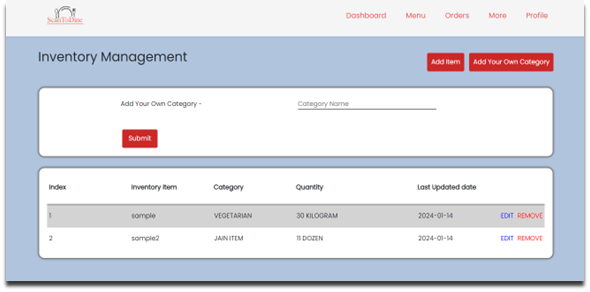 ScanToDine
Dashboard Menu Orders More Profile
Inventory Management
Add Item Add Your Own Category
Add Your Own Category - Category Name
Submit
Index Inventory Item Category Quantity Last Updated date
1 sample VEGETARIAN 30 KILOGRAM 2024-01-14 EDIT REMOVE
2 sample2 JAIN ITEM 11 DOZEN 2024-01-14 EDIT REMOVE